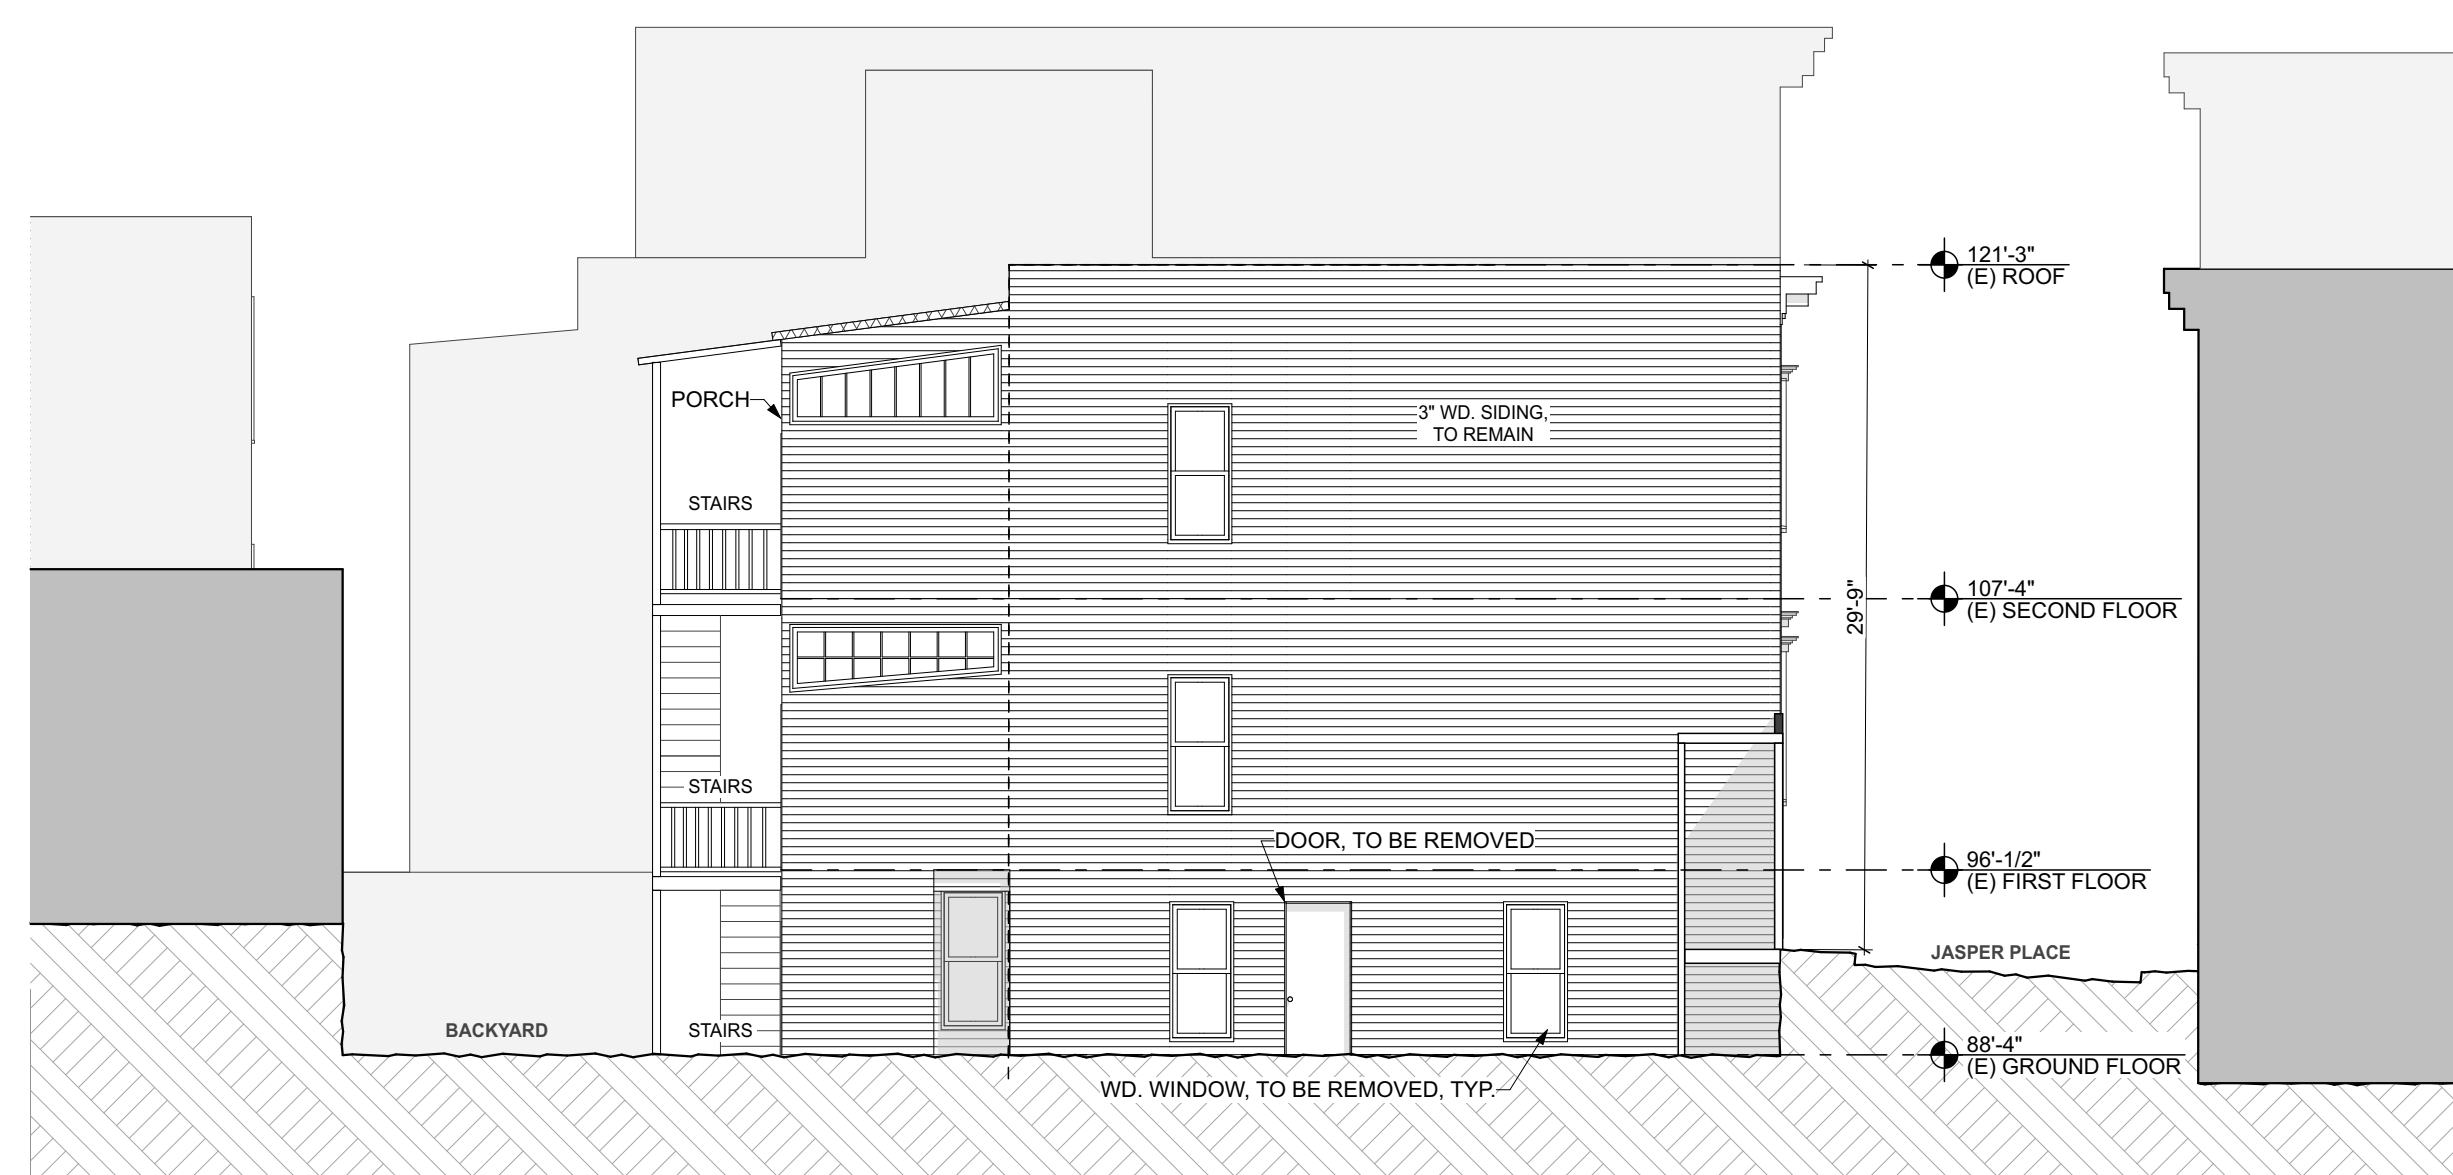 121'-3"
(E) ROOF
PORCH
3" WD. SIDING,
TO REMAIN
STAIRS
107'-4"
(E) SECOND FLOOR
29'-9"
STAIRS
DOOR, TO BE REMOVED
96'-1/2"
(E) FIRST FLOOR
JASPER PLACE
BACKYARD
STAIRS
88'-4"
(E) GROUND FLOOR
WD. WINDOW, TO BE REMOVED, TYP.